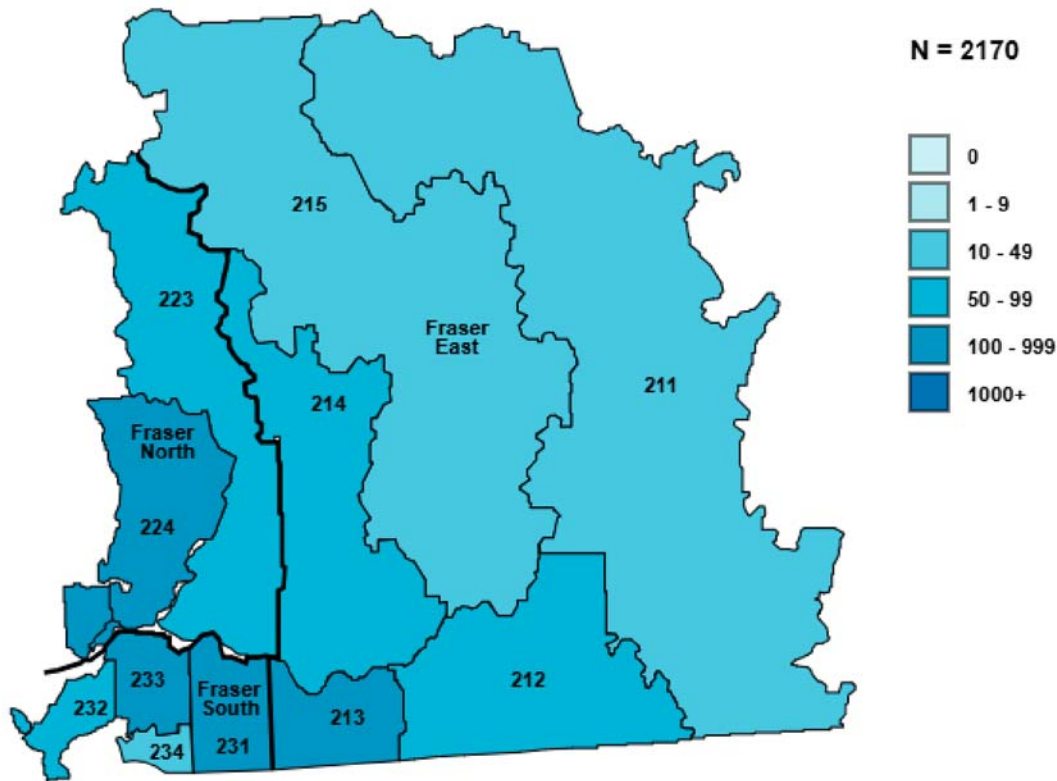 N = 2170
0
1 - 9
10 - 49
50 - 99
100 - 999
1000+
215
223
Fraser
East
211
214
Fraser
North
224
233
Fraser
South
212
232
213
234
231